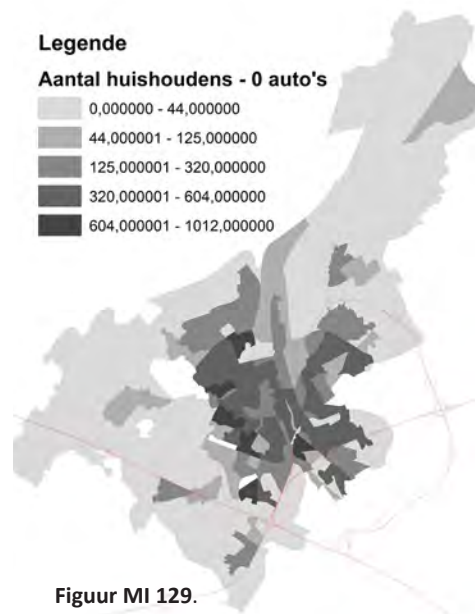 Legende
Aantal huishoudens - 0 auto's
0,000000 - 44,000000
44,000001 - 125,000000
125,000001 - 320,000000
320,000001 - 604,000000
604,000001 - 1012,000000
Figuur MI 129.